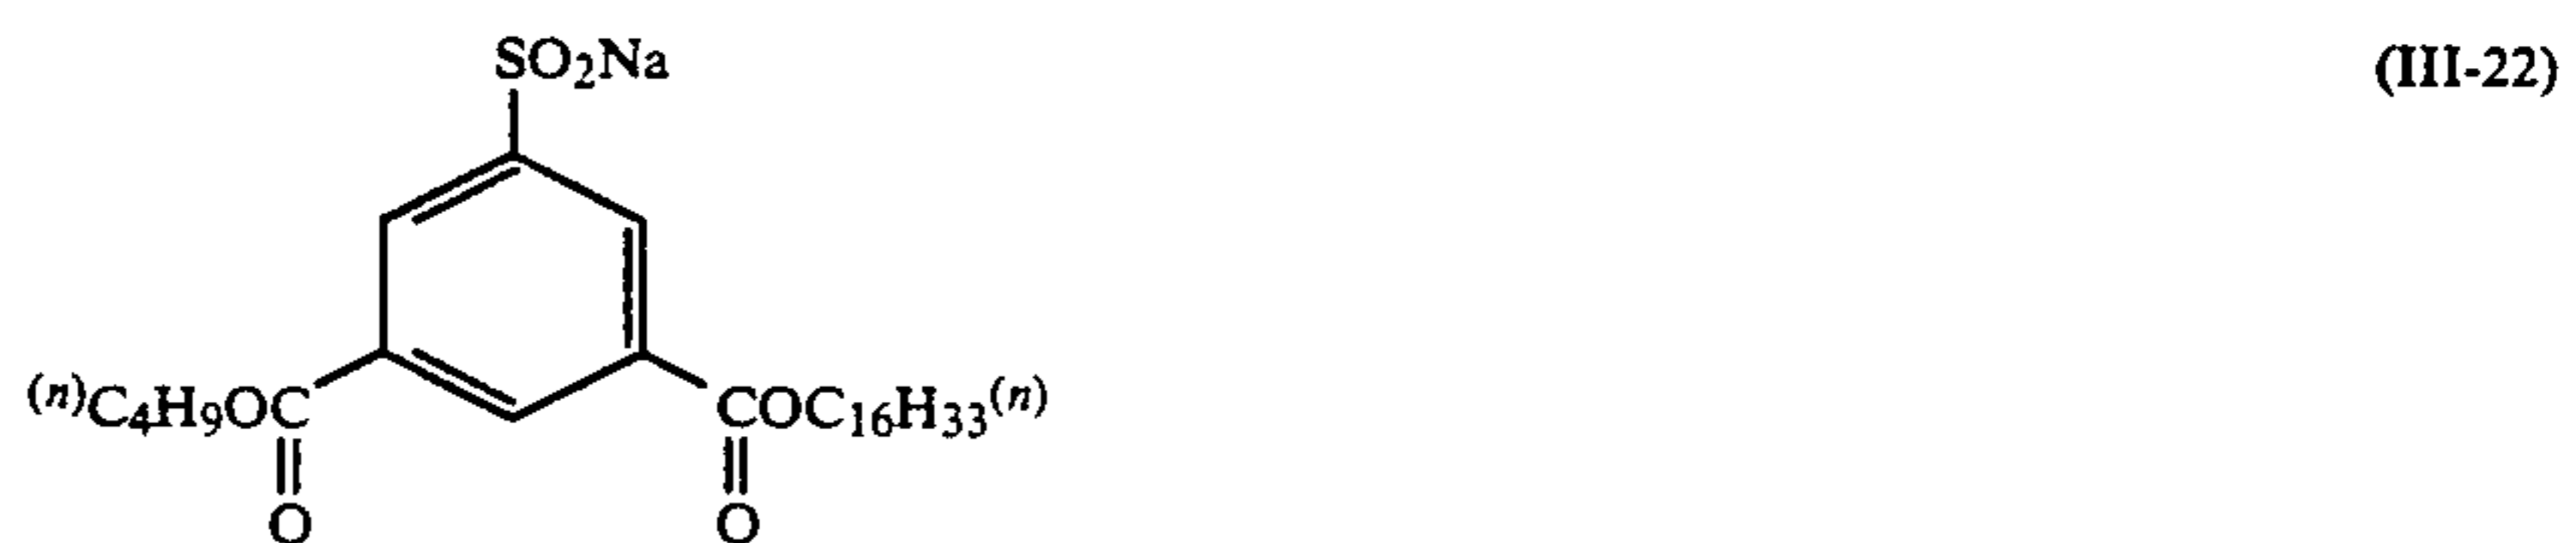 SO₂Na (III-22)
(n)C₄H₉OC COC₁₆H₃₃(n)
O O